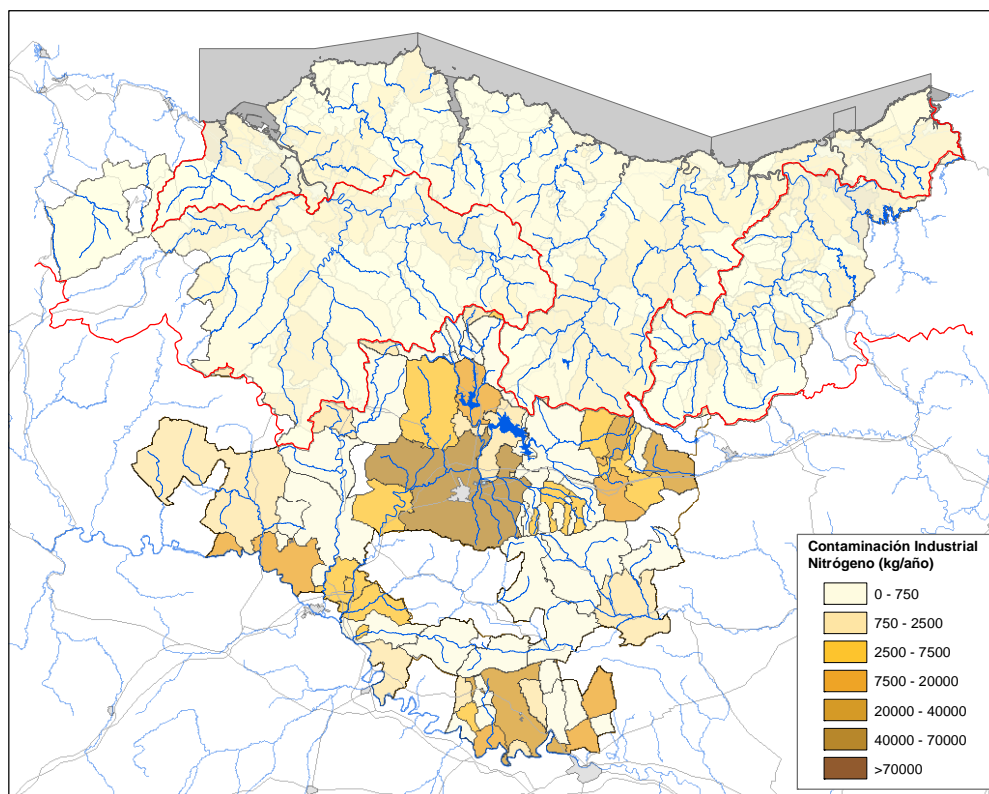 Contaminación Industrial
Nitrógeno (kg/año)
0 - 750
750 - 2500
2500 - 7500
7500 - 20000
20000 - 40000
40000 - 70000
>70000